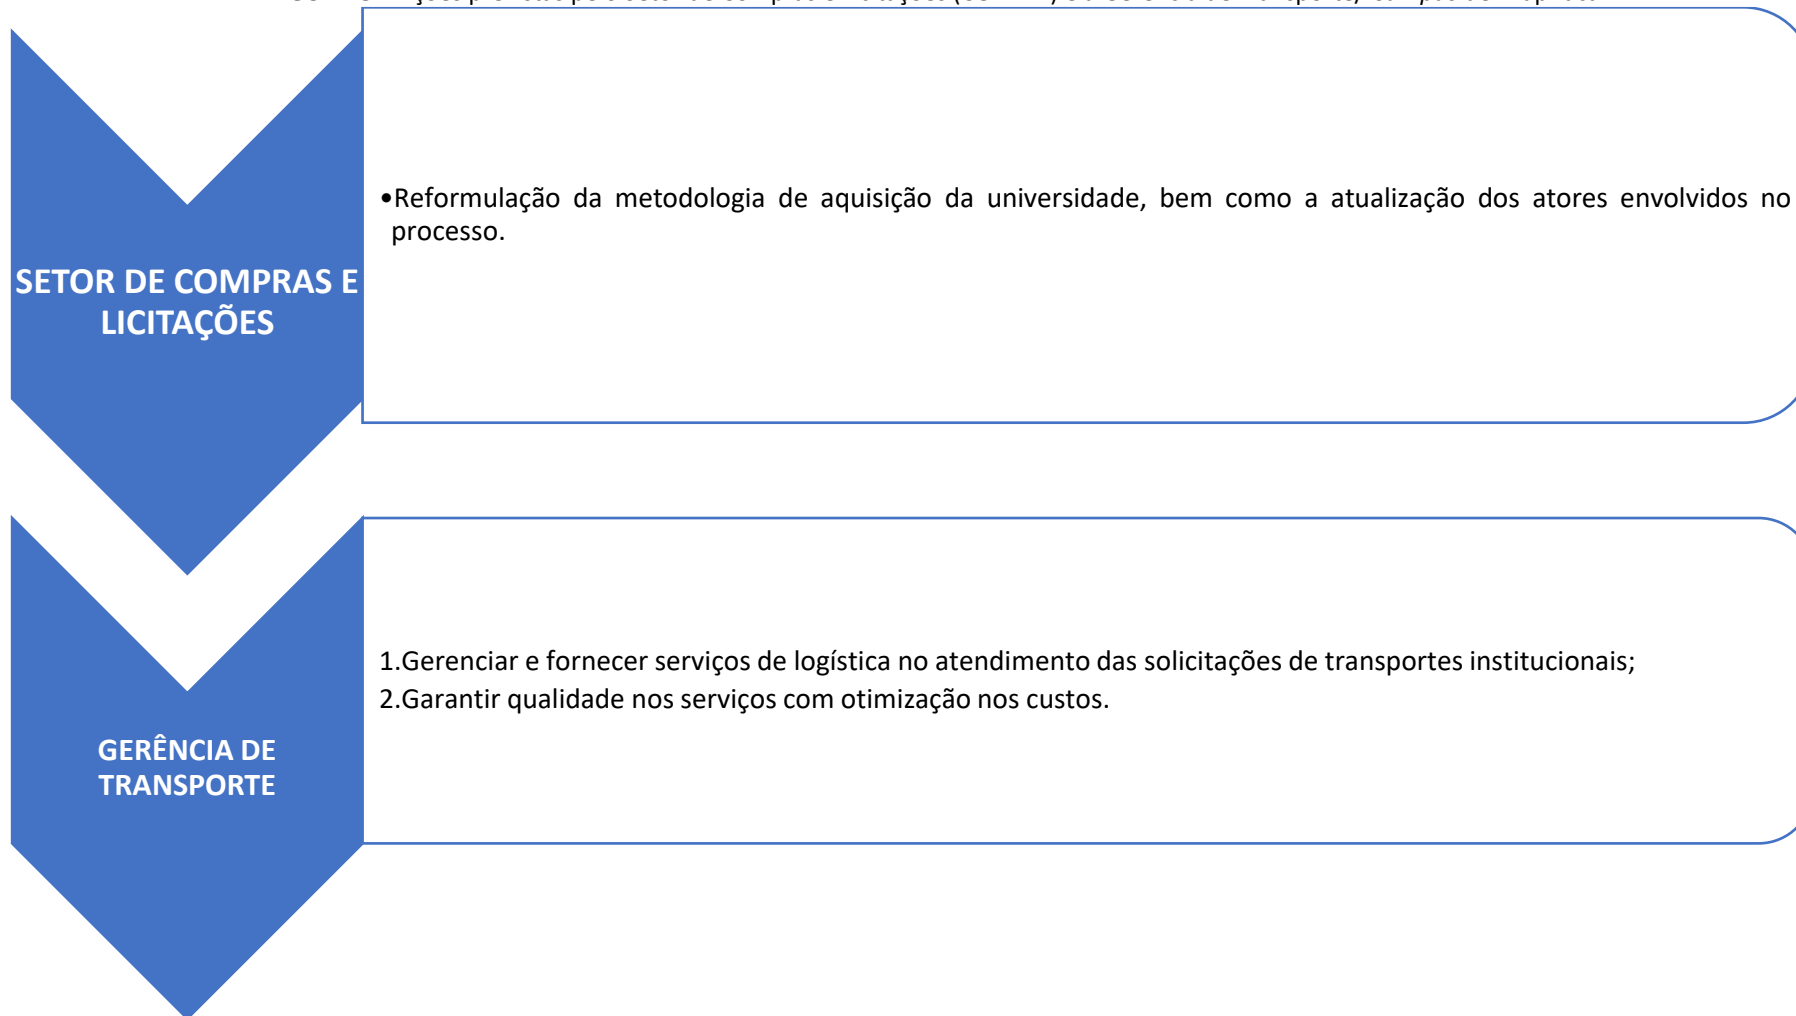 SETOR DE COMPRAS E
LICITAÇÕES
•Reformulação da metodologia de aquisição da universidade, bem como a atualização dos atores envolvidos no
processo.
GERÊNCIA DE
TRANSPORTE
1.Gerenciar e fornecer serviços de logística no atendimento das solicitações de transportes institucionais;
2.Garantir qualidade nos serviços com otimização nos custos.